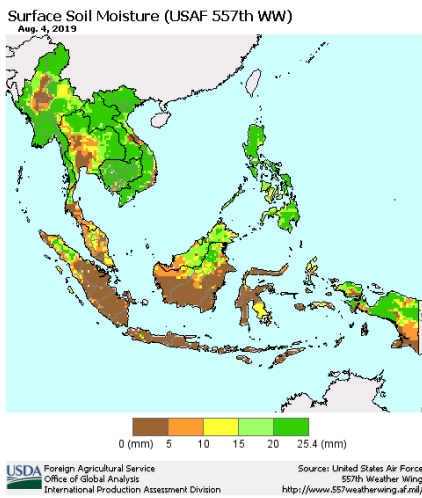 Surface Soil Moisture (USAF 557th WW)
Aug. 4, 2019
0 (mm) 5 10 15 20 25.4 (mm)
USDA Foreign Agricultural Service
Office of Global Analysis
International Production Assessment Division
Source: United States Air Force
557th Weather Wing
http://www.557weatherwing.af.mil/